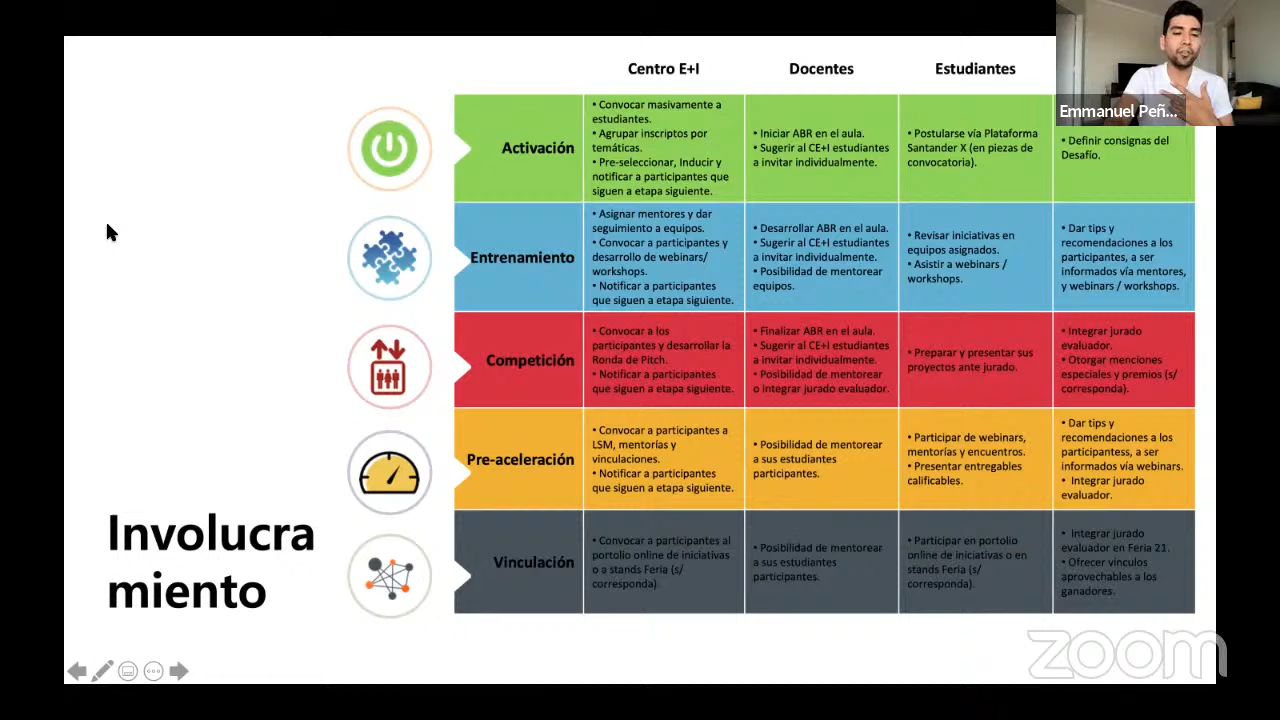 Centro E+I
Docentes
Estudiantes
Emmanuel Peñ...
Activación
• Convocar masivamente a
estudiantes.
• Agrupar inscriptos por
temáticas.
• Pre-seleccionar, Inducir y
notificar a participantes que
siguen a etapa siguiente.
• Iniciar ABR en el aula.
• Sugerir al CE+I estudiantes
a invitar individualmente.
• Postularse vía Plataforma
Santander X (en piezas de
convocatoria).
• Definir consignas del
Desafío.
Entrenamiento
• Asignar mentores y dar
seguimiento a equipos.
• Convocar a participantes y
desarrollo de webinars/
workshops.
• Notificar a participantes
que siguen a etapa siguiente.
• Desarrollar ABR en el aula.
• Sugerir al CE+I estudiantes
a invitar individualmente.
• Posibilidad de mentorear
equipos.
• Revisar iniciativas en
equipos asignados.
• Asistir a webinars /
workshops.
• Dar tips y
recomendaciones a los
participantes, a ser
informados vía mentores,
y webinars / workshops.
Competición
• Convocar a los
participantes y desarrollar la
Ronda de Pitch.
• Notificar a participantes
que siguen a etapa siguiente.
• Finalizar ABR en el aula.
• Sugerir al CE+I estudiantes
a invitar individualmente.
• Posibilidad de mentorear
o integrar jurado evaluador.
• Preparar y presentar sus
proyectos ante jurado.
• Integrar jurado
evaluador.
• Otorgar menciones
especiales y premios (s/
corresponda).
Pre-aceleración
• Convocar a participantes a
LSM, mentorías y
vinculaciones.
• Notificar a participantes
que siguen a etapa siguiente.
• Posibilidad de mentorear
a sus estudiantes
participantes.
• Participar de webinars,
mentorías y encuentros.
• Presentar entregables
calificables.
• Dar tips y
recomendaciones a los
participantess, a ser
informados vía webinars.
• Integrar jurado
evaluador.
Vinculación
• Convocar a participantes al
portolio online de iniciativas
o a stands Feria (s/
corresponda).
• Posibilidad de mentorear
a sus estudiantes
participantes.
• Participar en portolio
online de iniciativas o en
stands Feria (s/
corresponda).
• Integrar jurado
evaluador en Feria 21.
• Ofrecer vínculos
aprovechables a los
ganadores.
Involucra
miento
zoom